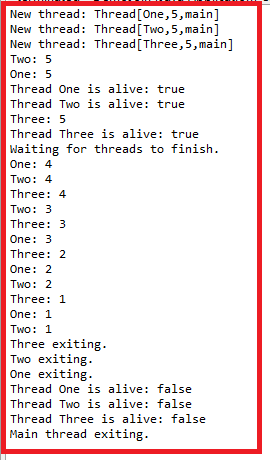 New thread: Thread[One,5,main]
New thread: Thread[Two,5,main]
New thread: Thread[Three,5,main]
Two: 5
One: 5
Thread One is alive: true
Thread Two is alive: true
Three: 5
Thread Three is alive: true
Waiting for threads to finish.
One: 4
Two: 4
Three: 4
Two: 3
Three: 3
One: 3
Three: 2
One: 2
Two: 2
Three: 1
One: 1
Two: 1
Three exiting.
Two exiting.
One exiting.
Thread One is alive: false
Thread Two is alive: false
Thread Three is alive: false
Main thread exiting.